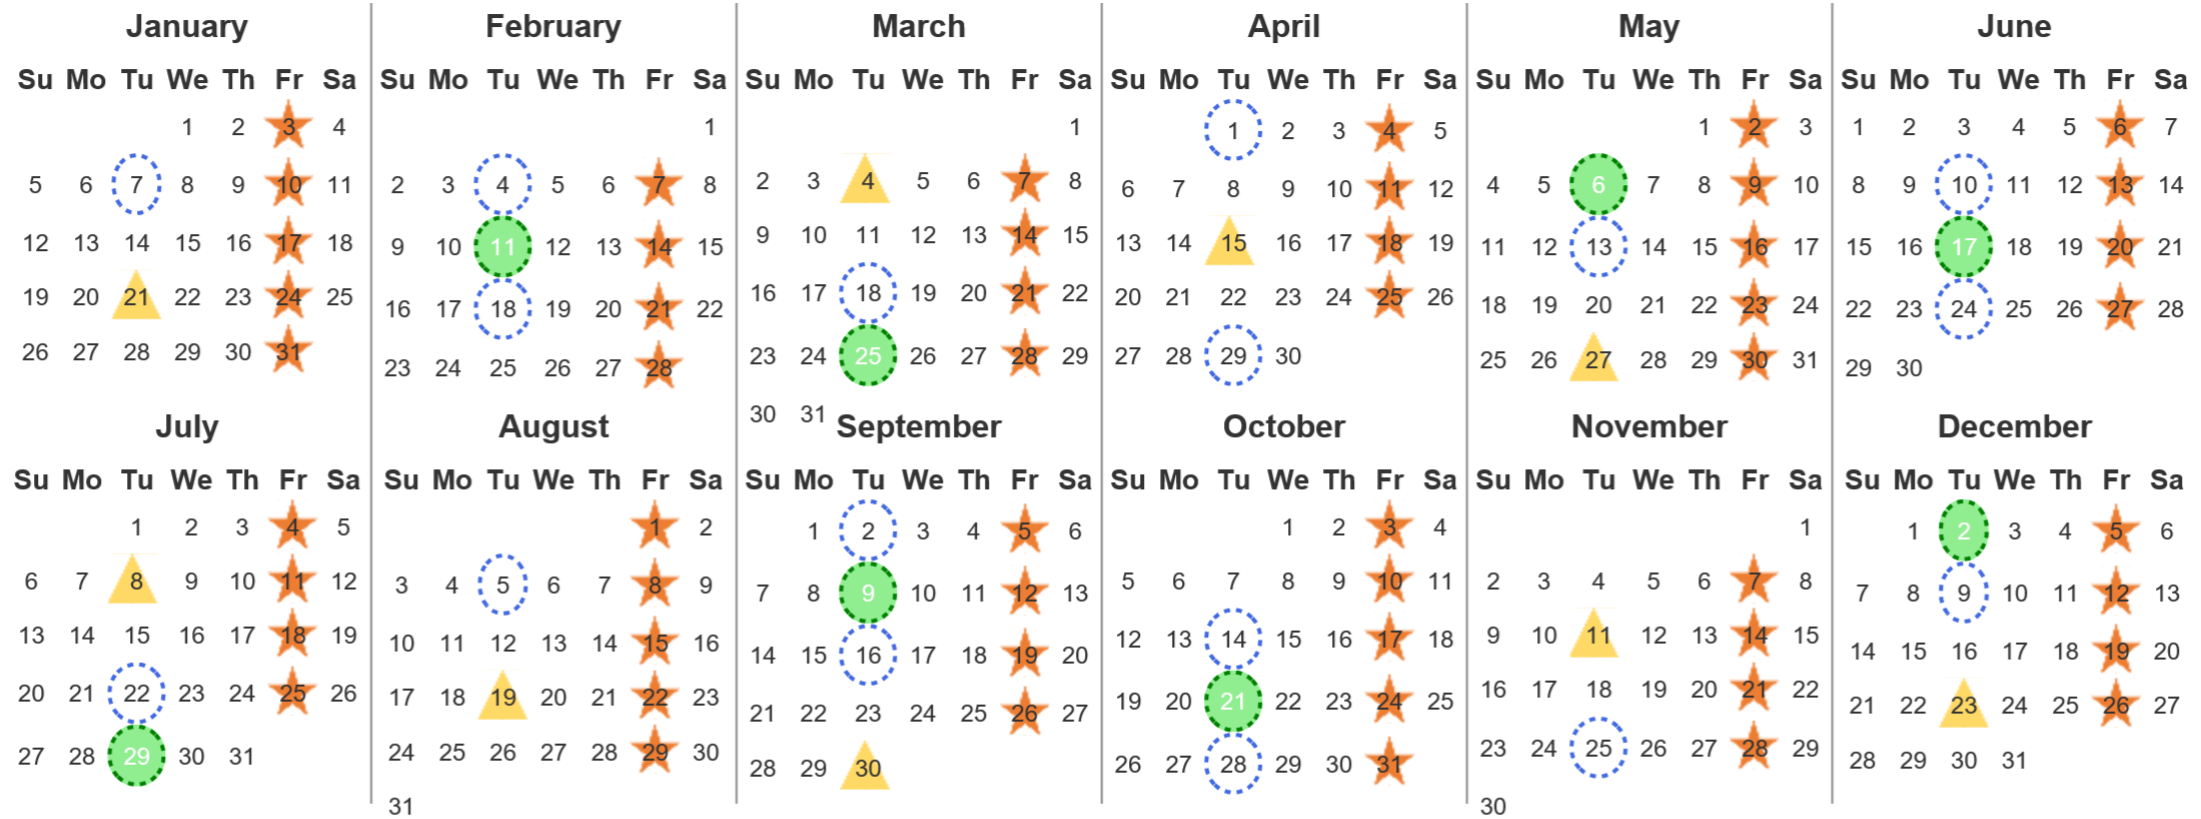 January
Su Mo Tu We Th Fr Sa
1 2 3 4
5 6 7 8 9 10 11
12 13 14 15 16 17 18
19 20 21 22 23 24 25
26 27 28 29 30 31
February
Su Mo Tu We Th Fr Sa
1
2 3 4 5 6 7 8
9 10 11 12 13 14 15
16 17 18 19 20 21 22
23 24 25 26 27 28
March
Su Mo Tu We Th Fr Sa
1
2 3 4 5 6 7 8
9 10 11 12 13 14 15
16 17 18 19 20 21 22
23 24 25 26 27 28 29
30 31
April
Su Mo Tu We Th Fr Sa
1 2 3 4 5
6 7 8 9 10 11 12
13 14 15 16 17 18 19
20 21 22 23 24 25 26
27 28 29 30
May
Su Mo Tu We Th Fr Sa
1 2 3
4 5 6 7 8 9 10
11 12 13 14 15 16 17
18 19 20 21 22 23 24
25 26 27 28 29 30 31
June
Su Mo Tu We Th Fr Sa
1 2 3 4 5 6 7
8 9 10 11 12 13 14
15 16 17 18 19 20 21
22 23 24 25 26 27 28
29 30
July
Su Mo Tu We Th Fr Sa
1 2 3 4 5
6 7 8 9 10 11 12
13 14 15 16 17 18 19
20 21 22 23 24 25 26
27 28 29 30 31
August
Su Mo Tu We Th Fr Sa
1 2
3 4 5 6 7 8 9
10 11 12 13 14 15 16
17 18 19 20 21 22 23
24 25 26 27 28 29 30
31
September
Su Mo Tu We Th Fr Sa
1 2 3 4 5 6
7 8 9 10 11 12 13
14 15 16 17 18 19 20
21 22 23 24 25 26 27
28 29 30
October
Su Mo Tu We Th Fr Sa
1 2 3 4
5 6 7 8 9 10 11
12 13 14 15 16 17 18
19 20 21 22 23 24 25
26 27 28 29 30 31
November
Su Mo Tu We Th Fr Sa
1
2 3 4 5 6 7 8
9 10 11 12 13 14 15
16 17 18 19 20 21 22
23 24 25 26 27 28 29
30
December
Su Mo Tu We Th Fr Sa
1 2 3 4 5 6
7 8 9 10 11 12 13
14 15 16 17 18 19 20
21 22 23 24 25 26 27
28 29 30 31